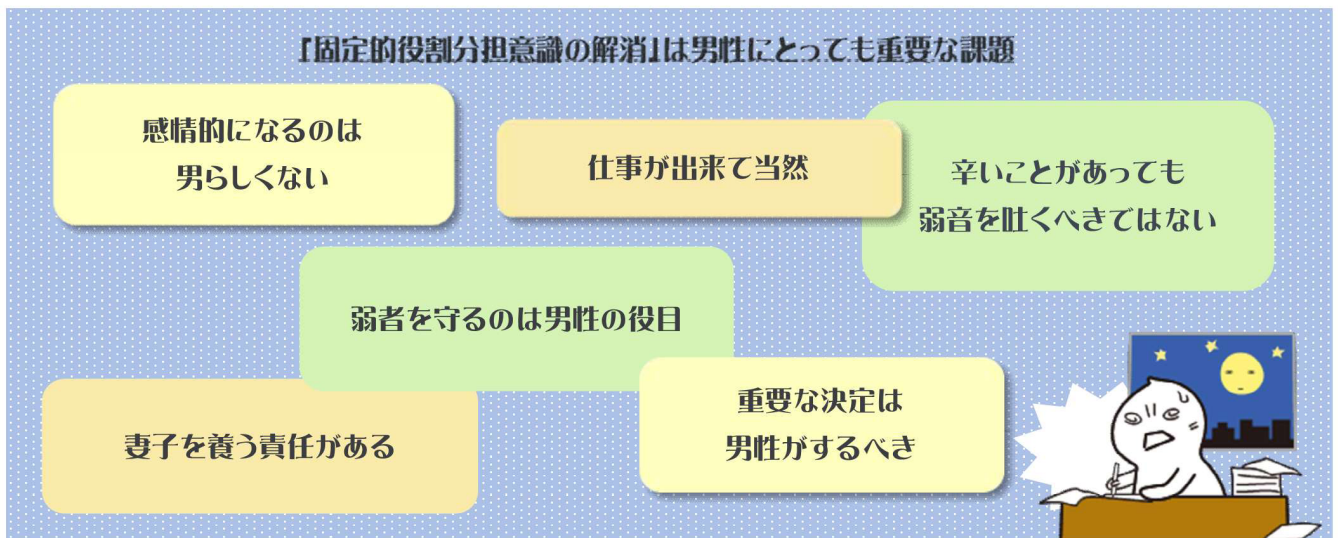 「固定的役割分担意識の解消」は男性にとっても重要な課題
感情的になるのは
男らしくない
仕事が出来て当然
辛いことがあっても
弱音を吐くべきではない
弱者を守るのは男性の役目
重要な決定は
男性がするべき
妻子を養う責任がある